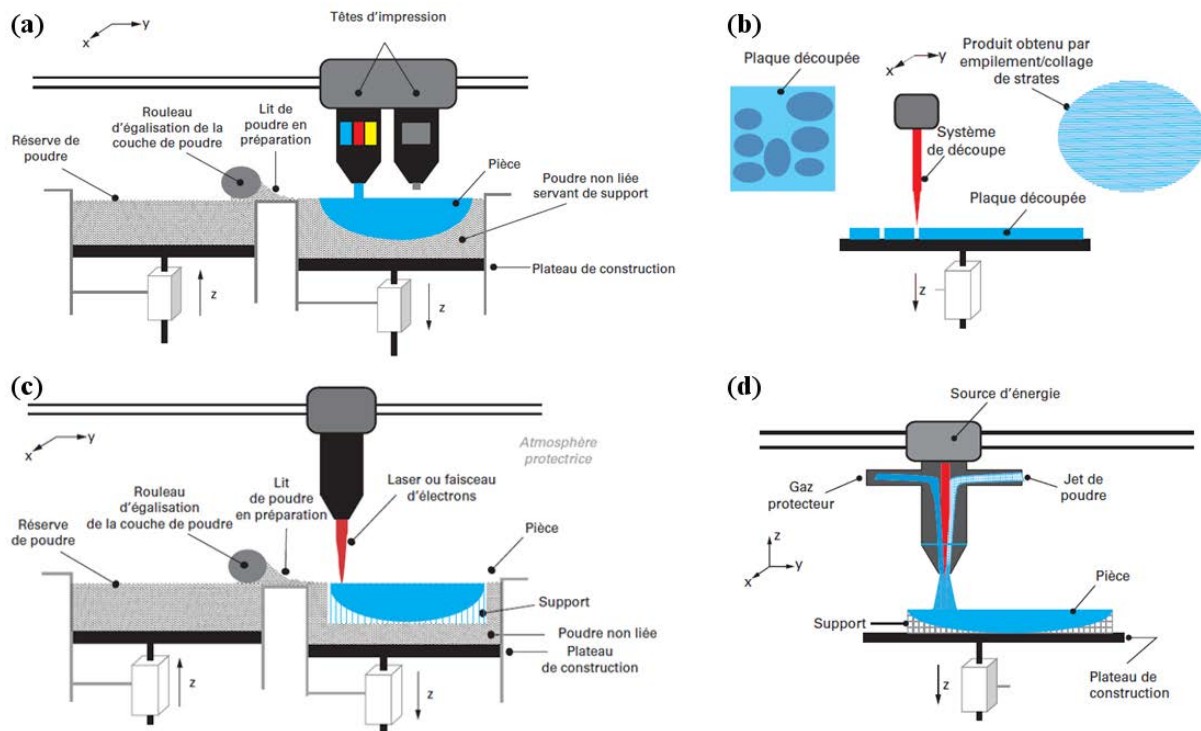 (a)
x
y
Têtes d'impression
Rouleau
d'égalisation de la
couche de poudre
Lit de
poudre en
préparation
Réserve de
poudre
Pièce
Poudre non liée
servant de support
Plateau de construction
z
z
(b)
Plaque découpée
x
y
Produit obtenu par
empilement/collage
de strates
Système
de découpe
Plaque découpée
z
(c)
x
y
Atmosphère
protectrice
Laser ou faisceau
d'électrons
Rouleau
d'égalisation
de la couche de poudre
Lit
de poudre
en préparation
Réserve
de poudre
Pièce
Support
Poudre non liée
Plateau
de construction
z
z
(d)
Source d'énergie
Gaz
protecteur
Jet de
poudre
z
y
x
Pièce
Support
z
Plateau de
construction